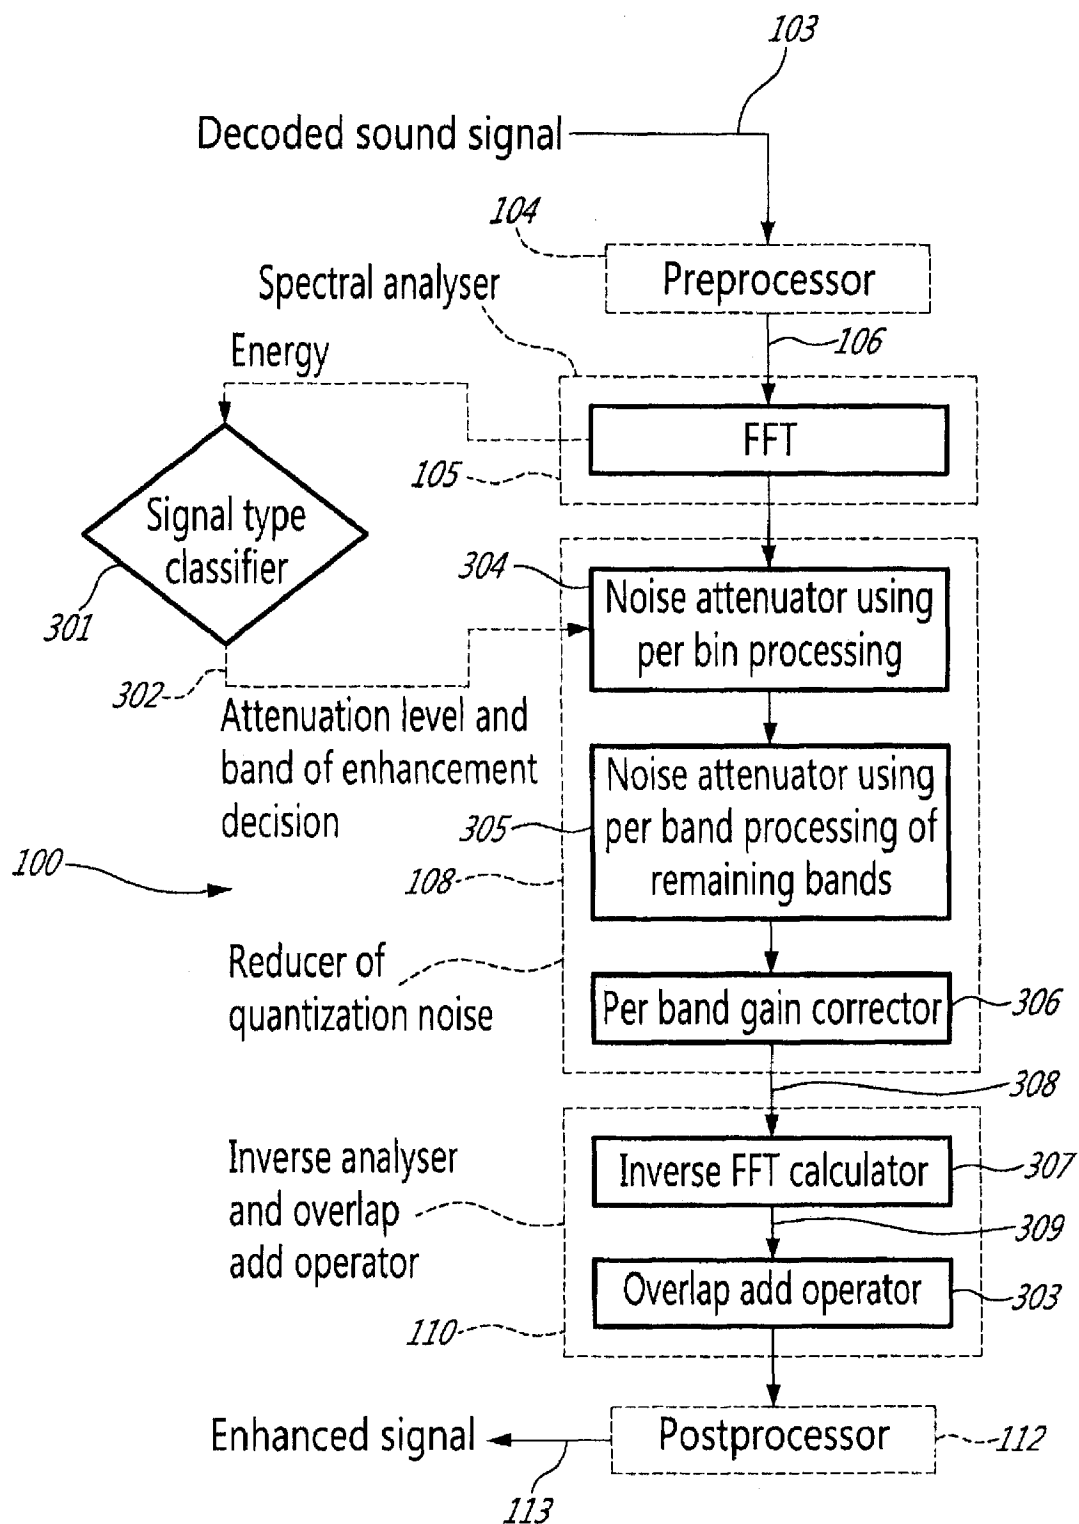 103
Decoded sound signal
104
Preprocessor
Spectral analyser
106
Energy
FFT
105
Signal type
classifier
301
304
Noise attenuator using
per bin processing
302
Attenuation level and
band of enhancement
decision
Noise attenuator using
per band processing of
remaining bands
305
100
108
Reducer of
quantization noise
Per band gain corrector
306
308
Inverse analyser
and overlap
add operator
Inverse FFT calculator
307
309
Overlap add operator
303
110
Enhanced signal
Postprocessor
112
113